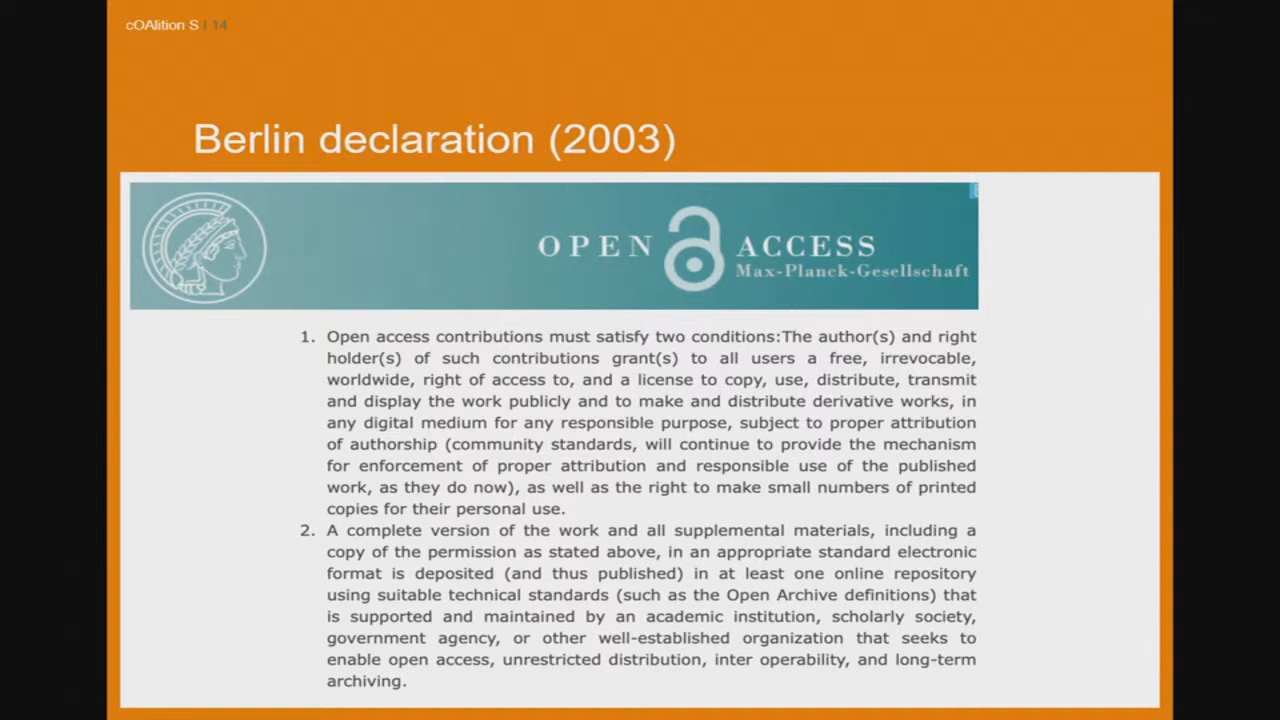 cOAlition S I 14
Berlin declaration (2003)
OPEN ACCESS
Max-Planck-Gesellschaft
1. Open access contributions must satisfy two conditions:The author(s) and right
holder(s) of such contributions grant(s) to all users a free, irrevocable,
worldwide, right of access to, and a license to copy, use, distribute, transmit
and display the work publicly and to make and distribute derivative works, in
any digital medium for any responsible purpose, subject to proper attribution
of authorship (community standards, will continue to provide the mechanism
for enforcement of proper attribution and responsible use of the published
work, as they do now), as well as the right to make small numbers of printed
copies for their personal use.
2. A complete version of the work and all supplemental materials, including a
copy of the permission as stated above, in an appropriate standard electronic
format is deposited (and thus published) in at least one online repository
using suitable technical standards (such as the Open Archive definitions) that
is supported and maintained by an academic institution, scholarly society,
government agency, or other well-established organization that seeks to
enable open access, unrestricted distribution, inter operability, and long-term
archiving.